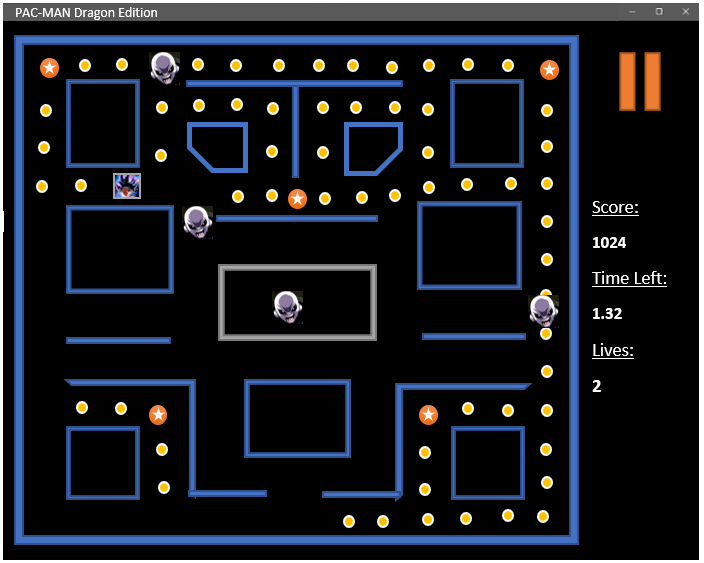 PAC-MAN Dragon Edition
Score:
1024
Time Left:
1.32
Lives:
2